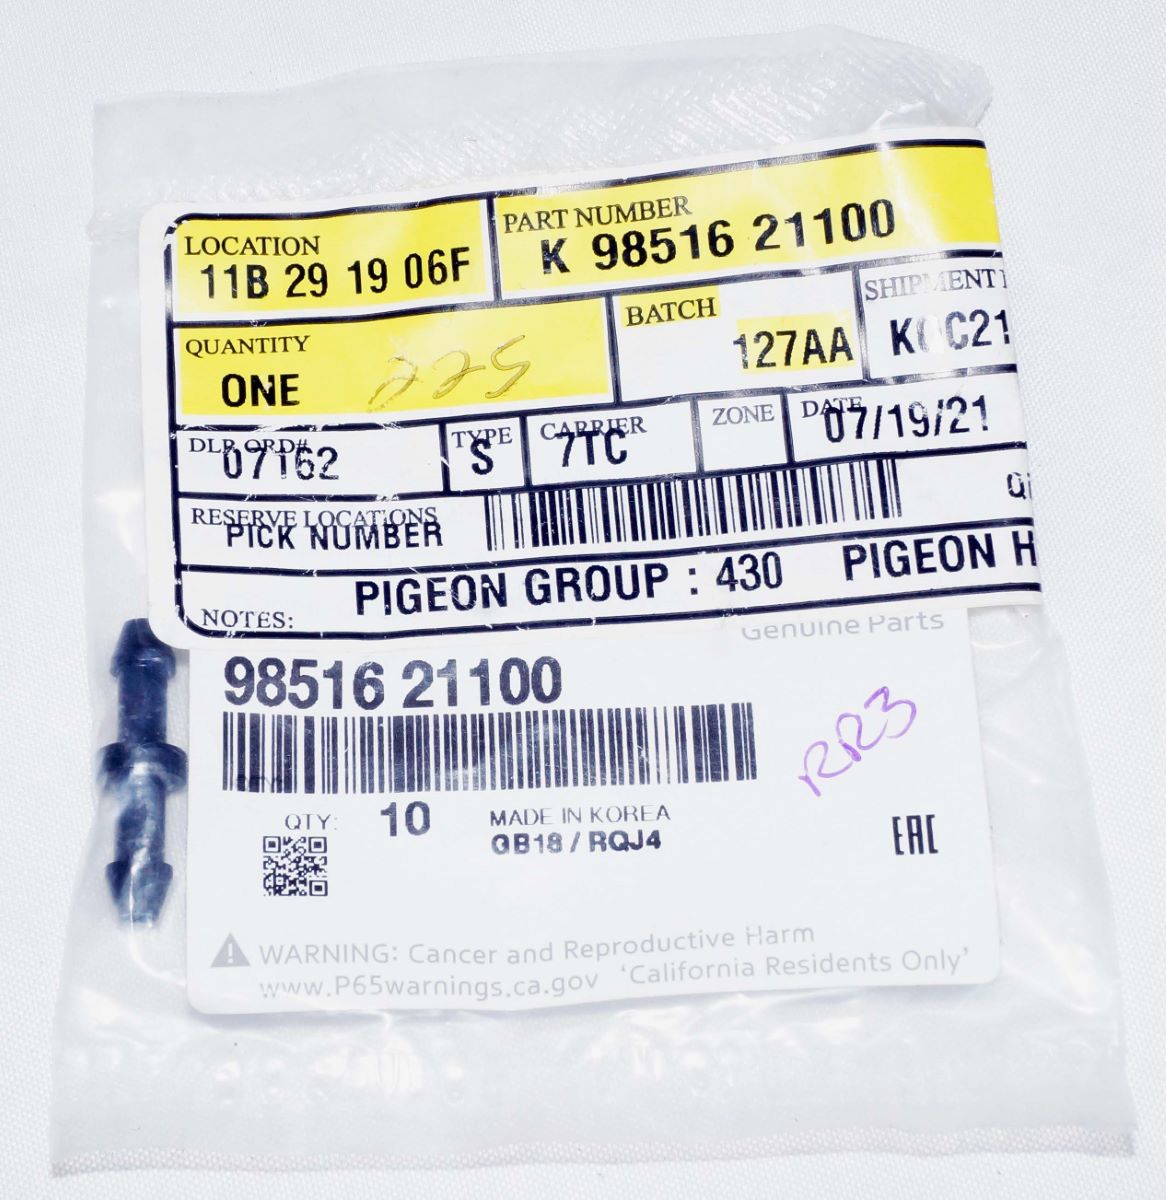 LOCATION
11B 29 19 06F
PART NUMBER
K 98516 21100
QUANTITY
ONE
225
BATCH
127AA
SHIPMENT
07162
DLR ORD#
TYPE
S
CARRIER
7TC
ZONE
DATE
07/19/21
RESERVE LOCATIONS
PICK NUMBER
NOTES:
PIGEON GROUP : 430 PIGEON H
Genuine Parts
98516 21100
RR3
QTY: 10
MADE IN KOREA
GB18 / RQJ4
EAC
WARNING: Cancer and Reproductive Harm
www.P65warnings.ca.gov 'California Residents Only'